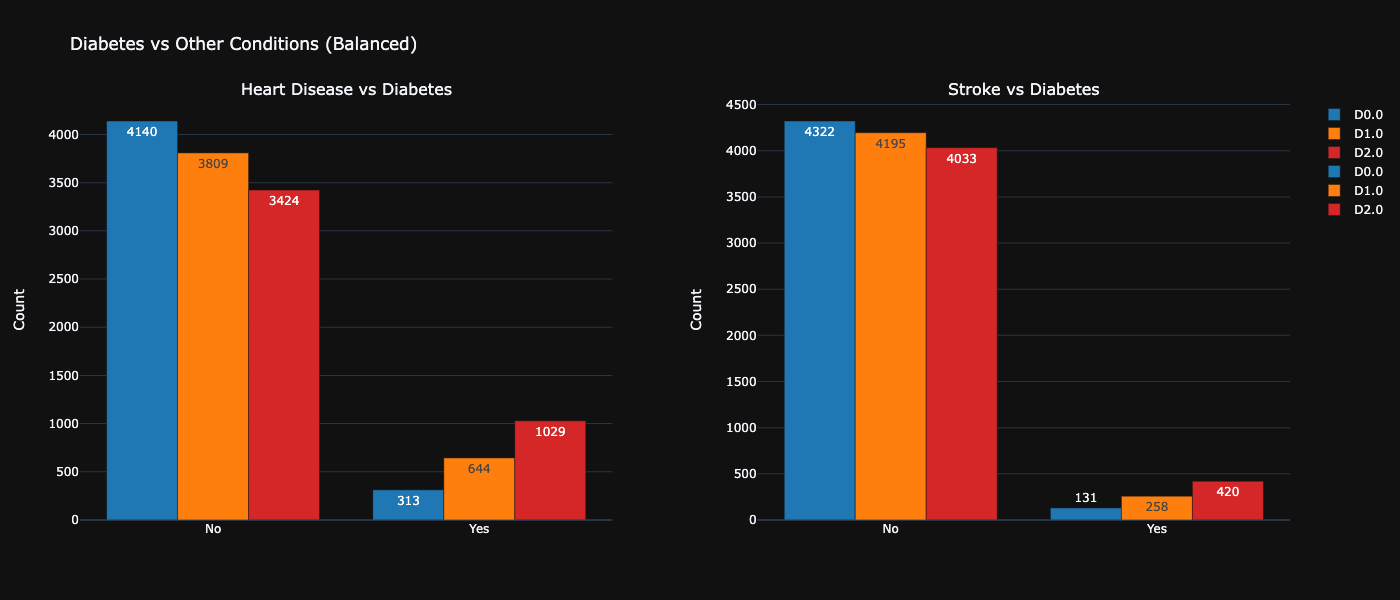 Diabetes vs Other Conditions (Balanced)
Heart Disease vs Diabetes
Count
4000
3500
3000
2500
2000
1500
1000
500
0
4140
3809
3424
313
644
1029
No
Yes
Stroke vs Diabetes
Count
4500
4000
3500
3000
2500
2000
1500
1000
500
0
4322
4195
4033
131
258
420
No
Yes
D0.0
D1.0
D2.0
D0.0
D1.0
D2.0